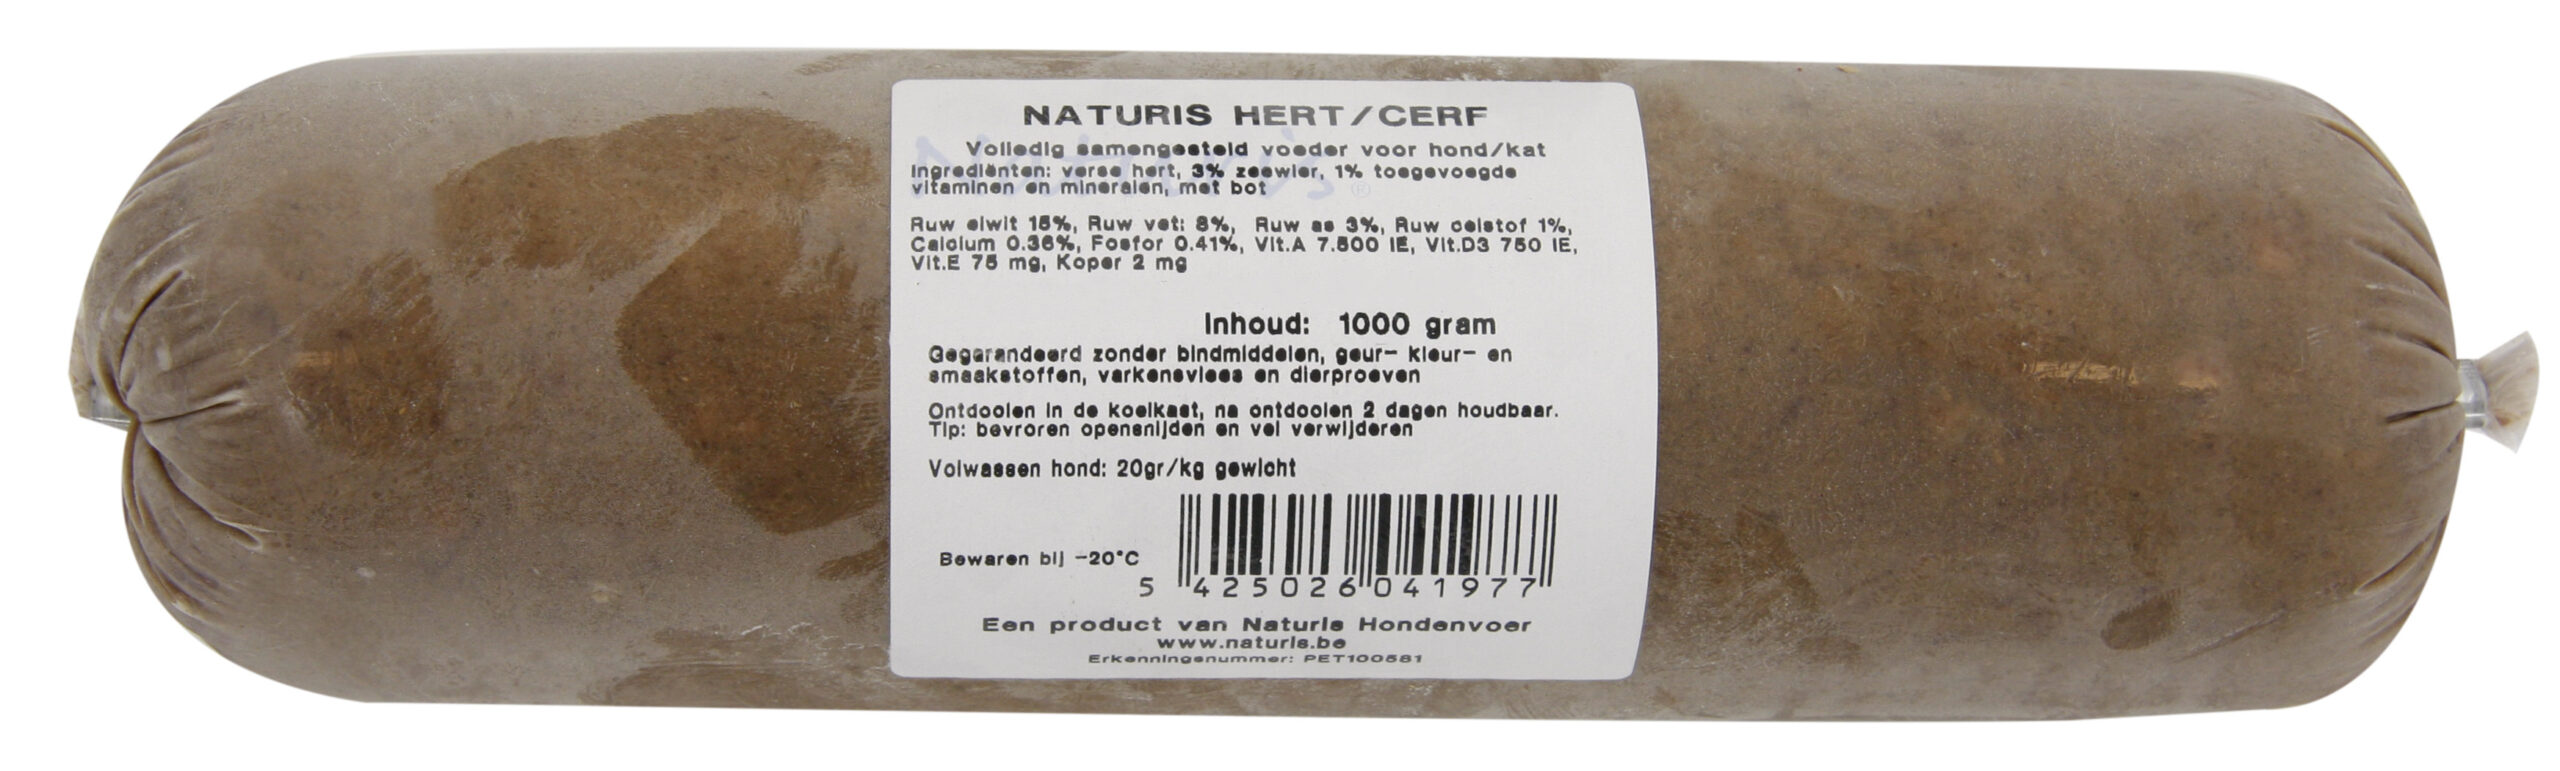 NATURIS HERT/CERF
Volledig samengesteld voeder voor hond/kat
Ingrediënten: verse hert, 3% zeewier, 1% toegevoegde
vitaminen en mineralen, met bot
Naturis ®
Ruw eiwit 15%, Ruw vet: 8%, Ruw as 3%, Ruw celstof 1%,
Calcium 0.36%, Fosfor 0.41%, Vit.A 7.500 IE, Vit.D3 750 IE,
Vit.E 75 mg, Koper 2 mg
Inhoud: 1000 gram
Gegarandeerd zonder bindmiddelen, geur- kleur- en
smaakstoffen, varkensvlees en dierproeven
Ontdooien in de koelkast, na ontdooien 2 dagen houdbaar.
Tip: bevroren opensnijden en vel verwijderen
Volwassen hond: 20gr/kg gewicht
Bewaren bij -20°C
5 425026 041977
Een product van Naturis Hondenvoer
www.naturis.be
Erkenningsnummer: PET100581